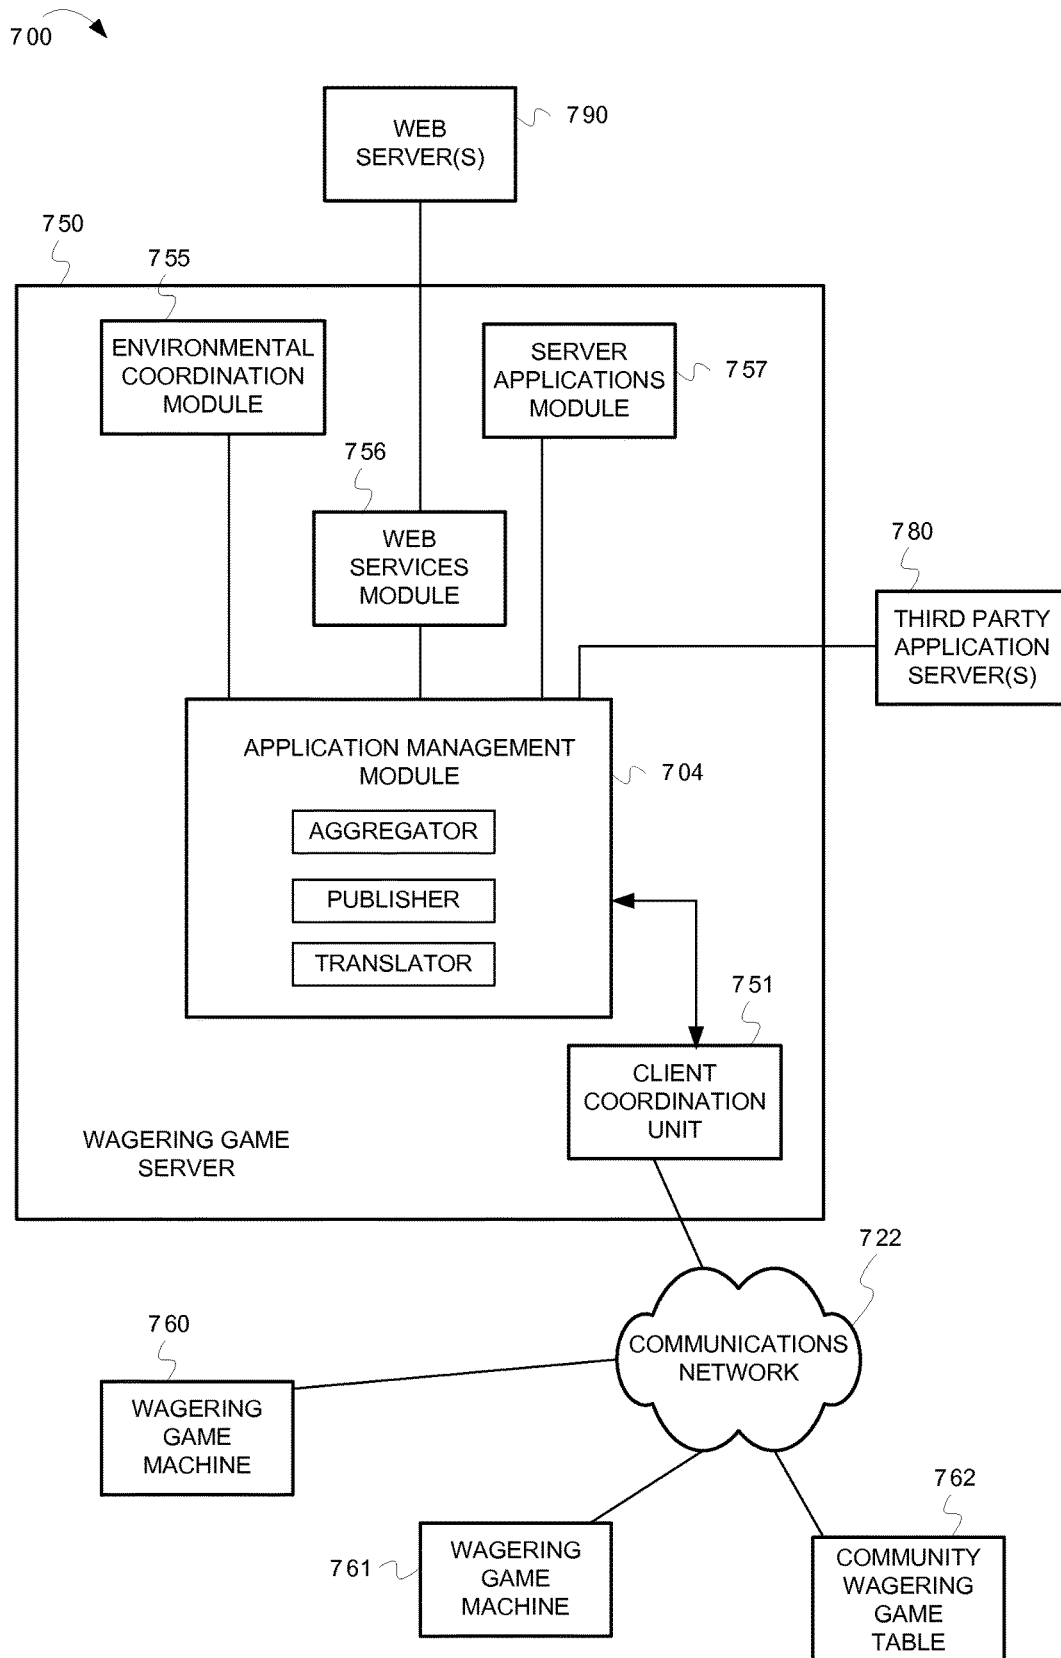 700
WEB
SERVER(S)
790
750
755
ENVIRONMENTAL
COORDINATION
MODULE
SERVER
APPLICATIONS
MODULE
757
756
WEB
SERVICES
MODULE
780
THIRD PARTY
APPLICATION
SERVER(S)
APPLICATION MANAGEMENT
MODULE
704
AGGREGATOR
PUBLISHER
TRANSLATOR
751
CLIENT
COORDINATION
UNIT
WAGERING GAME
SERVER
722
COMMUNICATIONS
NETWORK
760
WAGERING
GAME
MACHINE
761
WAGERING
GAME
MACHINE
762
COMMUNITY
WAGERING
GAME
TABLE